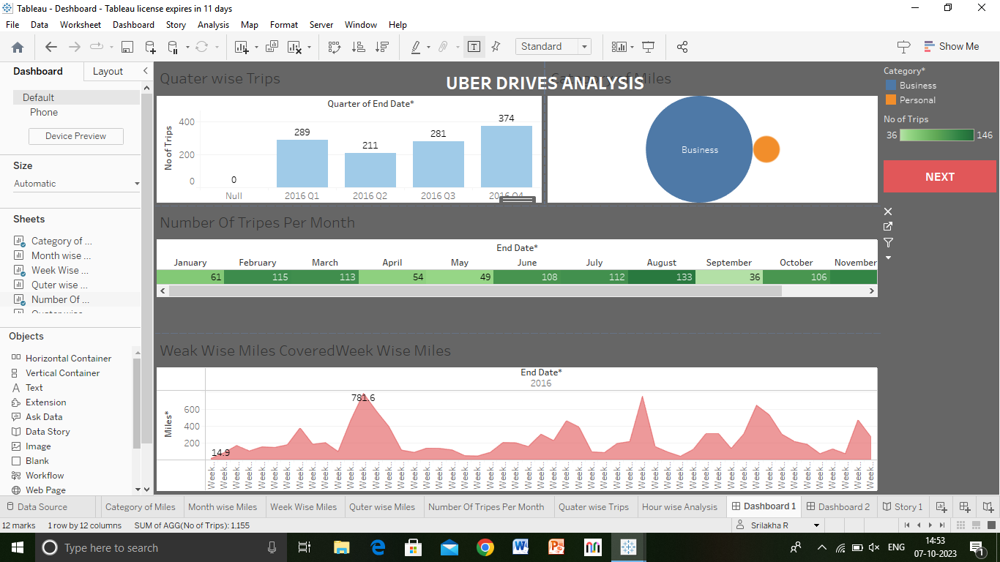 Tableau - Dashboard - Tableau license expires in 11 days
File Data Worksheet Dashboard Story Analysis Map Format Server Window Help
Standard
Show Me
Dashboard Layout
Default
Phone
Device Preview
Size
Automatic
Sheets
Category of ...
Month wise ...
Week Wise ...
Quter wise ...
Number Of ...
Objects
Horizontal Container
Vertical Container
Text
Extension
Ask Data
Data Story
Image
Blank
Workflow
Web Page
UBER DRIVES ANALYSIS
Quater wise Trips
Quarter of End Date*
No of Trips
400
200
0
0
289
211
281
374
Null 2016 Q1 2016 Q2 2016 Q3 2016 Q4
Category of Miles
Business
Category*
Business
Personal
No of Trips
36 146
NEXT
Number Of Tripes Per Month
End Date*
January February March April May June July August September October November
61 115 113 54 49 108 112 133 36 106
Weak Wise Miles CoveredWeek Wise Miles
End Date*
2016
Miles*
600
400
200
781.6
14.9
Week.. Week.. Week.. Week.. Week.. Week.. Week.. Week.. Week.. Week.. Week.. Week.. Week.. Week.. Week.. Week.. Week.. Week.. Week.. Week.. Week.. Week.. Week.. Week.. Week.. Week.. Week.. Week.. Week.. Week.. Week.. Week.. Week.. Week.. Week.. Week.. Week.. Week.. Week.. Week.. Week.. Week.. Week.. Week.. Week.. Week.. Week.. Week.. Week.. Week.. Week.. Week.. Week..
Data Source Category of Miles Month wise Miles Week Wise Miles Quter wise Miles Number Of Tripes Per Month Quater wise Trips Hour wise Analysis Dashboard 1 Dashboard 2 Story 1
12 marks 1 row by 12 columns SUM of AGG(No of Trips): 1,155
Srilakha R
Type here to search
ENG
14:53
07-10-2023
1